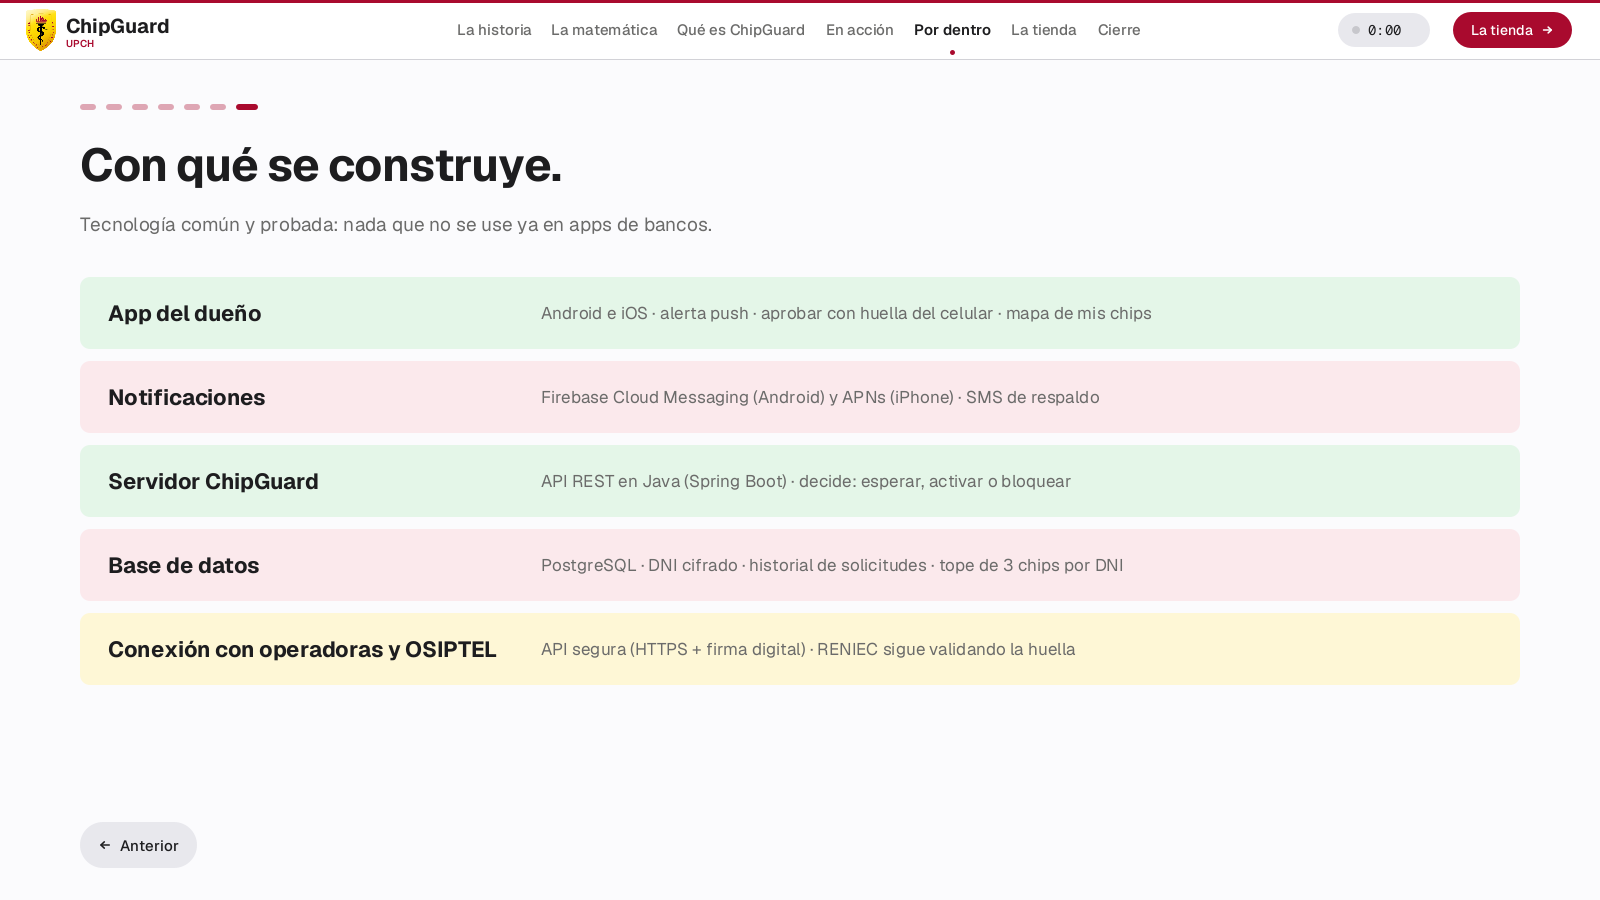 ChipGuard
UPCH
La historia La matemática Qué es ChipGuard En acción Por dentro La tienda Cierre
0:00
La tienda →
Con qué se construye.
Tecnología común y probada: nada que no se use ya en apps de bancos.
App del dueño Android e iOS · alerta push · aprobar con huella del celular · mapa de mis chips
Notificaciones Firebase Cloud Messaging (Android) y APNs (iPhone) · SMS de respaldo
Servidor ChipGuard API REST en Java (Spring Boot) · decide: esperar, activar o bloquear
Base de datos PostgreSQL · DNI cifrado · historial de solicitudes · tope de 3 chips por DNI
Conexión con operadoras y OSIPTEL API segura (HTTPS + firma digital) · RENIEC sigue validando la huella
← Anterior